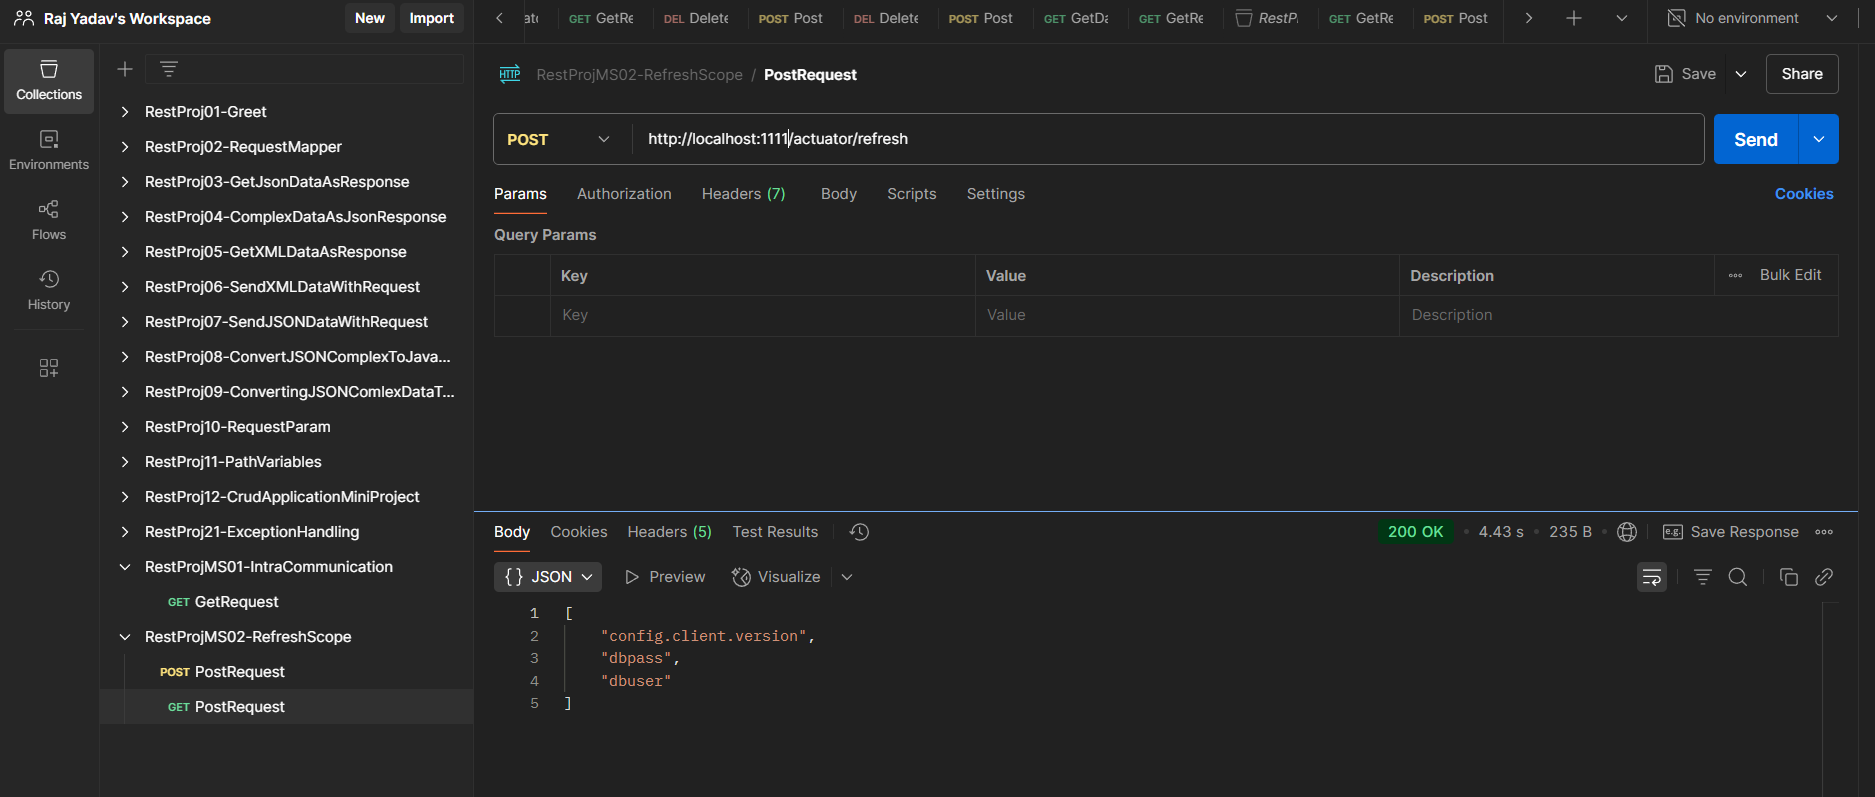 Raj Yadav's Workspace
New
Import
GET GetRe
DEL Delete
POST Post
DEL Delete
POST Post
GET GetDa
GET GetRe
RestPr
GET GetRe
POST Post
No environment
Collections
Environments
Flows
History
RestProj01-Greet
RestProj02-RequestMapper
RestProj03-GetJsonDataAsResponse
RestProj04-ComplexDataAsJsonResponse
RestProj05-GetXMLDataAsResponse
RestProj06-SendXMLDataWithRequest
RestProj07-SendJSONDataWithRequest
RestProj08-ConvertJSONComplexToJava...
RestProj09-ConvertingJSONComlexDataT...
RestProj10-RequestParam
RestProj11-PathVariables
RestProj12-CrudApplicationMiniProject
RestProj21-ExceptionHandling
RestProjMS01-IntraCommunication
GET GetRequest
RestProjMS02-RefreshScope
POST PostRequest
GET PostRequest
HTTP RestProjMS02-RefreshScope / PostRequest
Save
Share
POST
http://localhost:1111/actuator/refresh
Send
Params Authorization Headers (7) Body Scripts Settings
Cookies
Query Params
Key Value Description
Bulk Edit
Key Value Description
Body Cookies Headers (5) Test Results
200 OK • 4.43 s • 235 B
e.g. Save Response
{} JSON
Preview
Visualize
1 [
2 "config.client.version",
3 "dbpass",
4 "dbuser"
5 ]